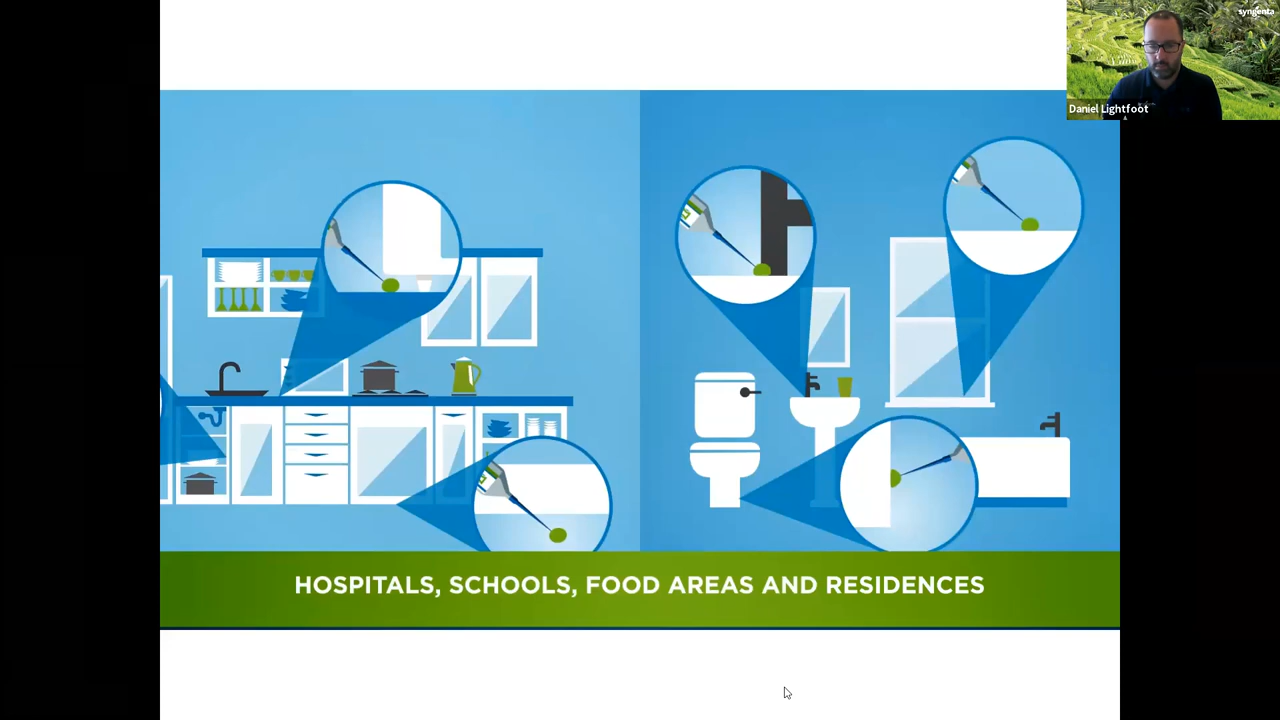 syngenta
Daniel Lightfoot
HOSPITALS, SCHOOLS, FOOD AREAS AND RESIDENCES